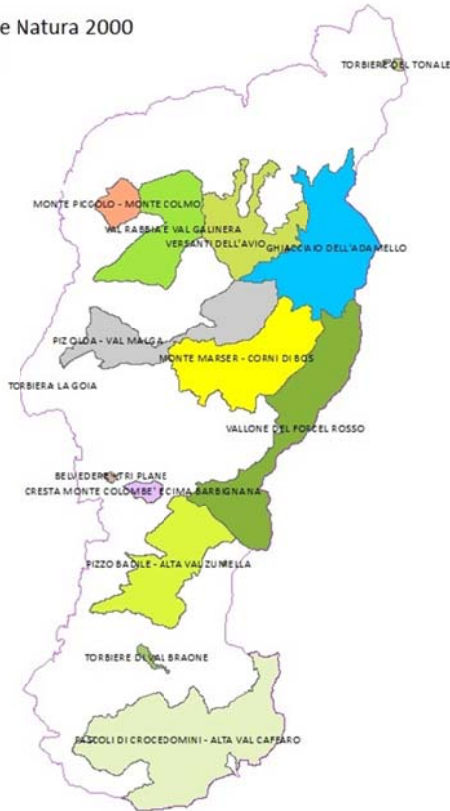 e Natura 2000
TORBIERE DEL TONALE
MONTE PICCOLO - MONTE COLMO
VAL RABBIA E VAL GALINERA
VERSANTI DELL'AVIO
GHIACCIAIO DELL'ADAMELLO
PIZ OLDA - VAL MALGA
MONTE MARSER - CORNI DI BOS
TORBIERA LA GOIA
VALLONE DEL FORCEL ROSSO
BELVEDERE - TRI PLANE
CRESTA MONTE COLOMBE' E CIMA BARBIGNANA
PIZZO BADILE - ALTA VAL ZUMELLA
TORBIERE DI VAL BRAONE
PASCOLI DI CROCEDOMINI - ALTA VAL CAFFARO